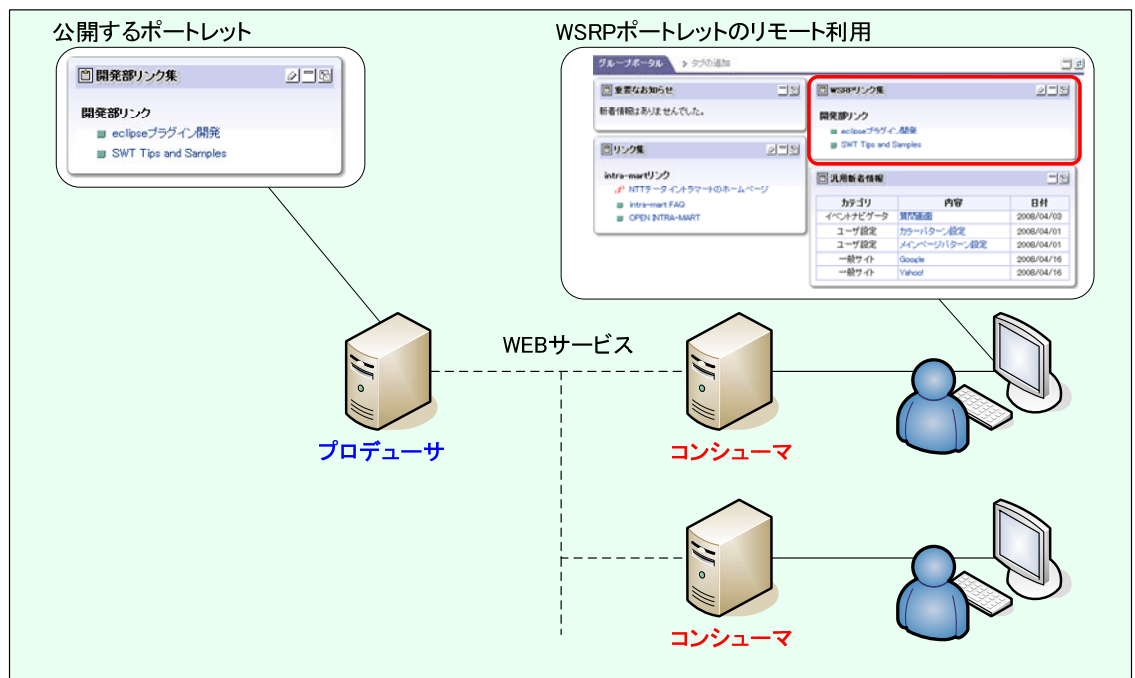 公開するポートレット
WSRPポートレットのリモート利用
開発部リンク集
開発部リンク
eclipseプラグイン開発
SWT Tips and Samples
グループポータル
タブの追加
重要なお知らせ
新着情報はありませんでした。
リンク集
intra-martリンク
NTTデータイントラマートのホームページ
intra-mart FAQ
OPEN INTRA-MART
WSRPリンク集
開発部リンク
eclipseプラグイン開発
SWT Tips and Samples
汎用新着情報
カテゴリ 内容 日付
イベントナビゲータ 質問画面 2008/04/03
ユーザ設定 カラーパターン設定 2008/04/01
ユーザ設定 メインページパターン設定 2008/04/01
一般サイト Google 2008/04/16
一般サイト Yahoo! 2008/04/16
WEBサービス
プロデューサ
コンシューマ
コンシューマ